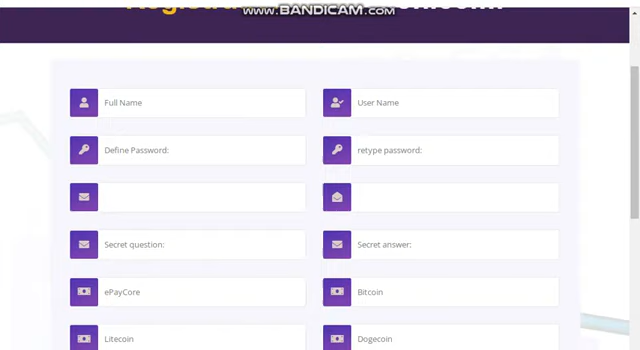 www.BANDICAM.com
Full Name
User Name
Define Password:
retype password:
Secret question:
Secret answer:
ePayCore
Bitcoin
Litecoin
Dogecoin